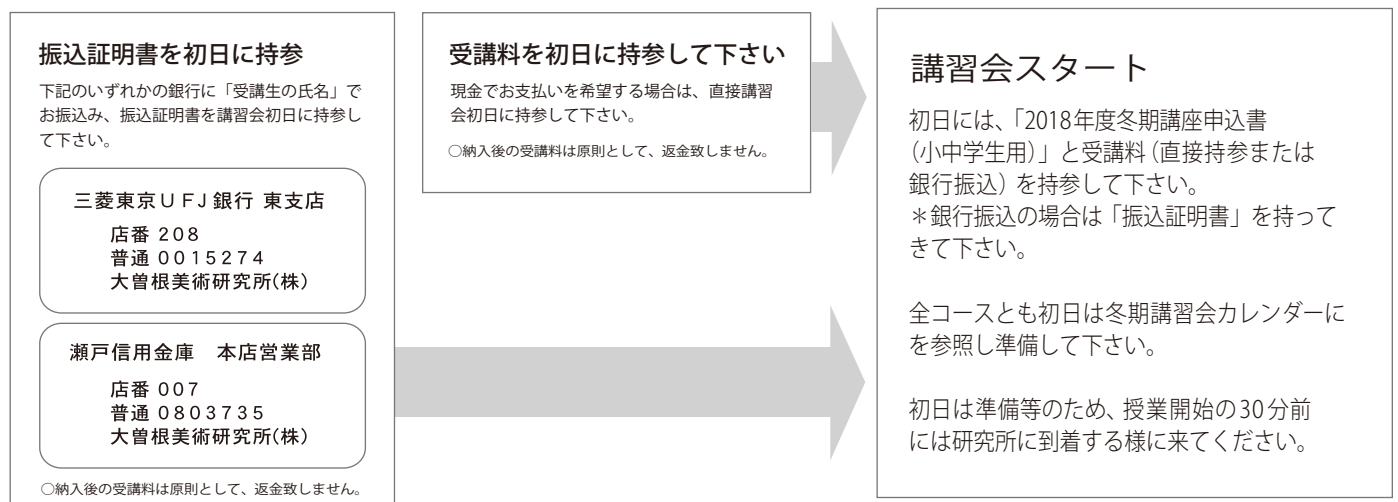 振込証明書を初日に持参
下記のいずれかの銀行に「受講生の氏名」で
お振込み、振込証明書を講習会初日に持参し
て下さい。
三菱東京ＵＦＪ銀行 東支店
店番 208
普通 0015274
大曽根美術研究所(株)
瀬戸信用金庫　本店営業部
店番 007
普通 0803735
大曽根美術研究所(株)
○納入後の受講料は原則として、返金致しません。
受講料を初日に持参して下さい
現金でお支払いを希望する場合は、直接講習
会初日に持参して下さい。
○納入後の受講料は原則として、返金致しません。
講習会スタート
初日には、「2018年度冬期講座申込書
（小中学生用）」と受講料（直接持参または
銀行振込）を持参して下さい。
＊銀行振込の場合は「振込証明書」を持って
きて下さい。
全コースとも初日は冬期講習会カレンダーに
を参照し準備して下さい。
初日は準備等のため、授業開始の30分前
には研究所に到着する様に来てください。